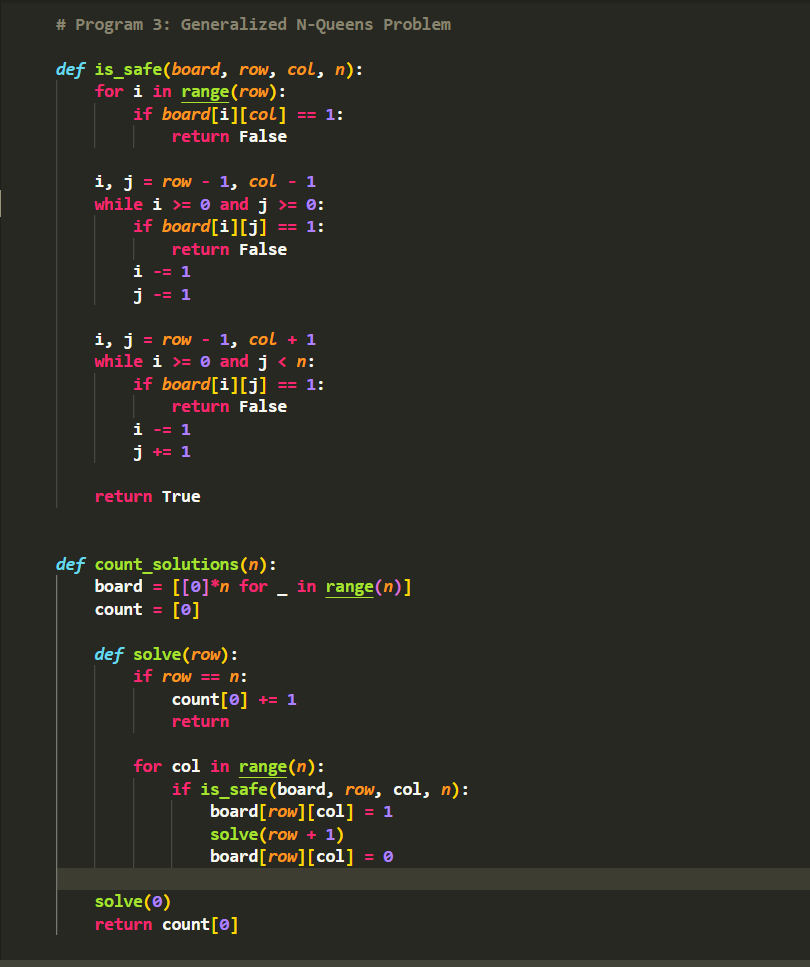 # Program 3: Generalized N-Queens Problem
def is_safe(board, row, col, n):
    for i in range(row):
        if board[i][col] == 1:
            return False
    i, j = row - 1, col - 1
    while i >= 0 and j >= 0:
        if board[i][j] == 1:
            return False
        i -= 1
        j -= 1
    i, j = row - 1, col + 1
    while i >= 0 and j < n:
        if board[i][j] == 1:
            return False
        i -= 1
        j += 1
    return True
def count_solutions(n):
    board = [[0]*n for _ in range(n)]
    count = [0]
    def solve(row):
        if row == n:
            count[0] += 1
            return
        for col in range(n):
            if is_safe(board, row, col, n):
                board[row][col] = 1
                solve(row + 1)
                board[row][col] = 0
    solve(0)
    return count[0]